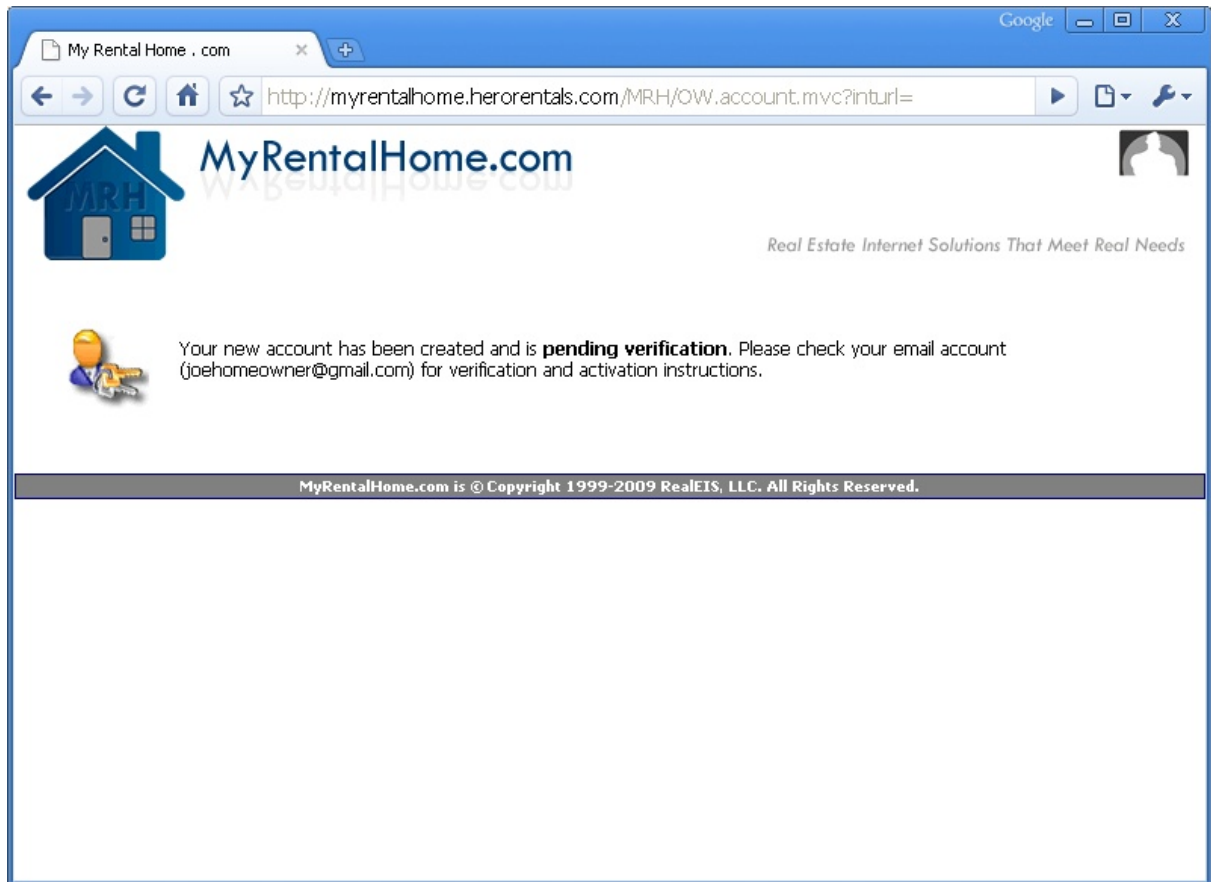 Google
My Rental Home . com
http://myrentalhome.herorentals.com/MRH/OW.account.mvc?inturl=
MRH
MyRentalHome.com
Real Estate Internet Solutions That Meet Real Needs
Your new account has been created and is pending verification. Please check your email account
(joehomeowner@gmail.com) for verification and activation instructions.
MyRentalHome.com is © Copyright 1999-2009 RealEIS, LLC. All Rights Reserved.